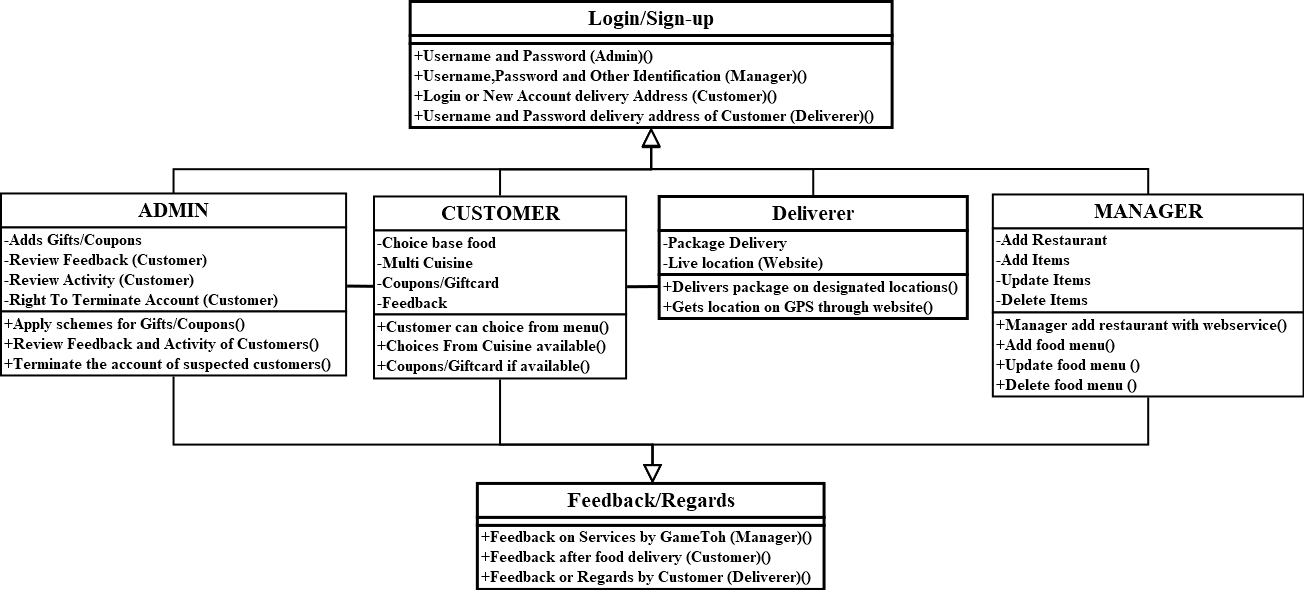 Login/Sign-up
+Username and Password (Admin)()
+Username,Password and Other Identification (Manager)()
+Login or New Account delivery Address (Customer)()
+Username and Password delivery address of Customer (Deliverer)()
ADMIN
-Adds Gifts/Coupons
-Review Feedback (Customer)
-Review Activity (Customer)
-Right To Terminate Account (Customer)
+Apply schemes for Gifts/Coupons()
+Review Feedback and Activity of Customers()
+Terminate the account of suspected customers()
CUSTOMER
-Choice base food
-Multi Cuisine
-Coupons/Giftcard
-Feedback
+Customer can choice from menu()
+Choices From Cuisine available()
+Coupons/Giftcard if available()
Deliverer
-Package Delivery
-Live location (Website)
+Delivers package on designated locations()
+Gets location on GPS through website()
MANAGER
-Add Restaurant
-Add Items
-Update Items
-Delete Items
+Manager add restaurant with webservice()
+Add food menu()
+Update food menu ()
+Delete food menu ()
Feedback/Regards
+Feedback on Services by GameToh (Manager)()
+Feedback after food delivery (Customer)()
+Feedback or Regards by Customer (Deliverer)()